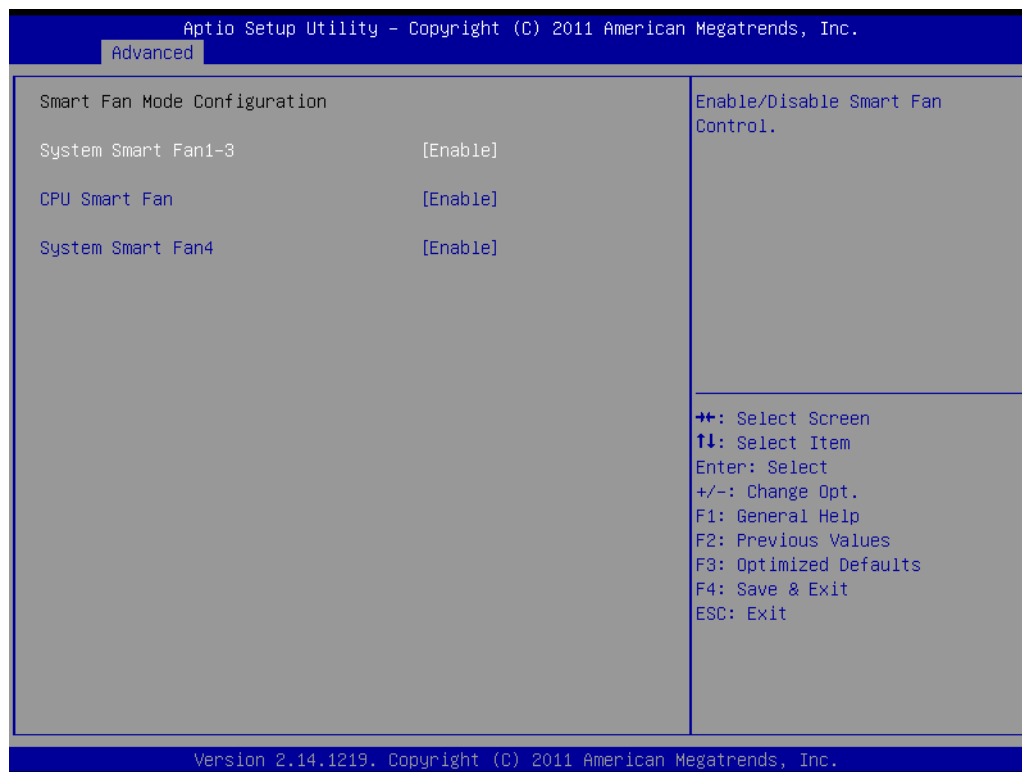 Aptio Setup Utility – Copyright (C) 2011 American Megatrends, Inc.
Advanced
Smart Fan Mode Configuration
System Smart Fan1-3 [Enable]
CPU Smart Fan [Enable]
System Smart Fan4 [Enable]
Enable/Disable Smart Fan
Control.
→←: Select Screen
↑↓: Select Item
Enter: Select
+/-: Change Opt.
F1: General Help
F2: Previous Values
F3: Optimized Defaults
F4: Save & Exit
ESC: Exit
Version 2.14.1219. Copyright (C) 2011 American Megatrends, Inc.